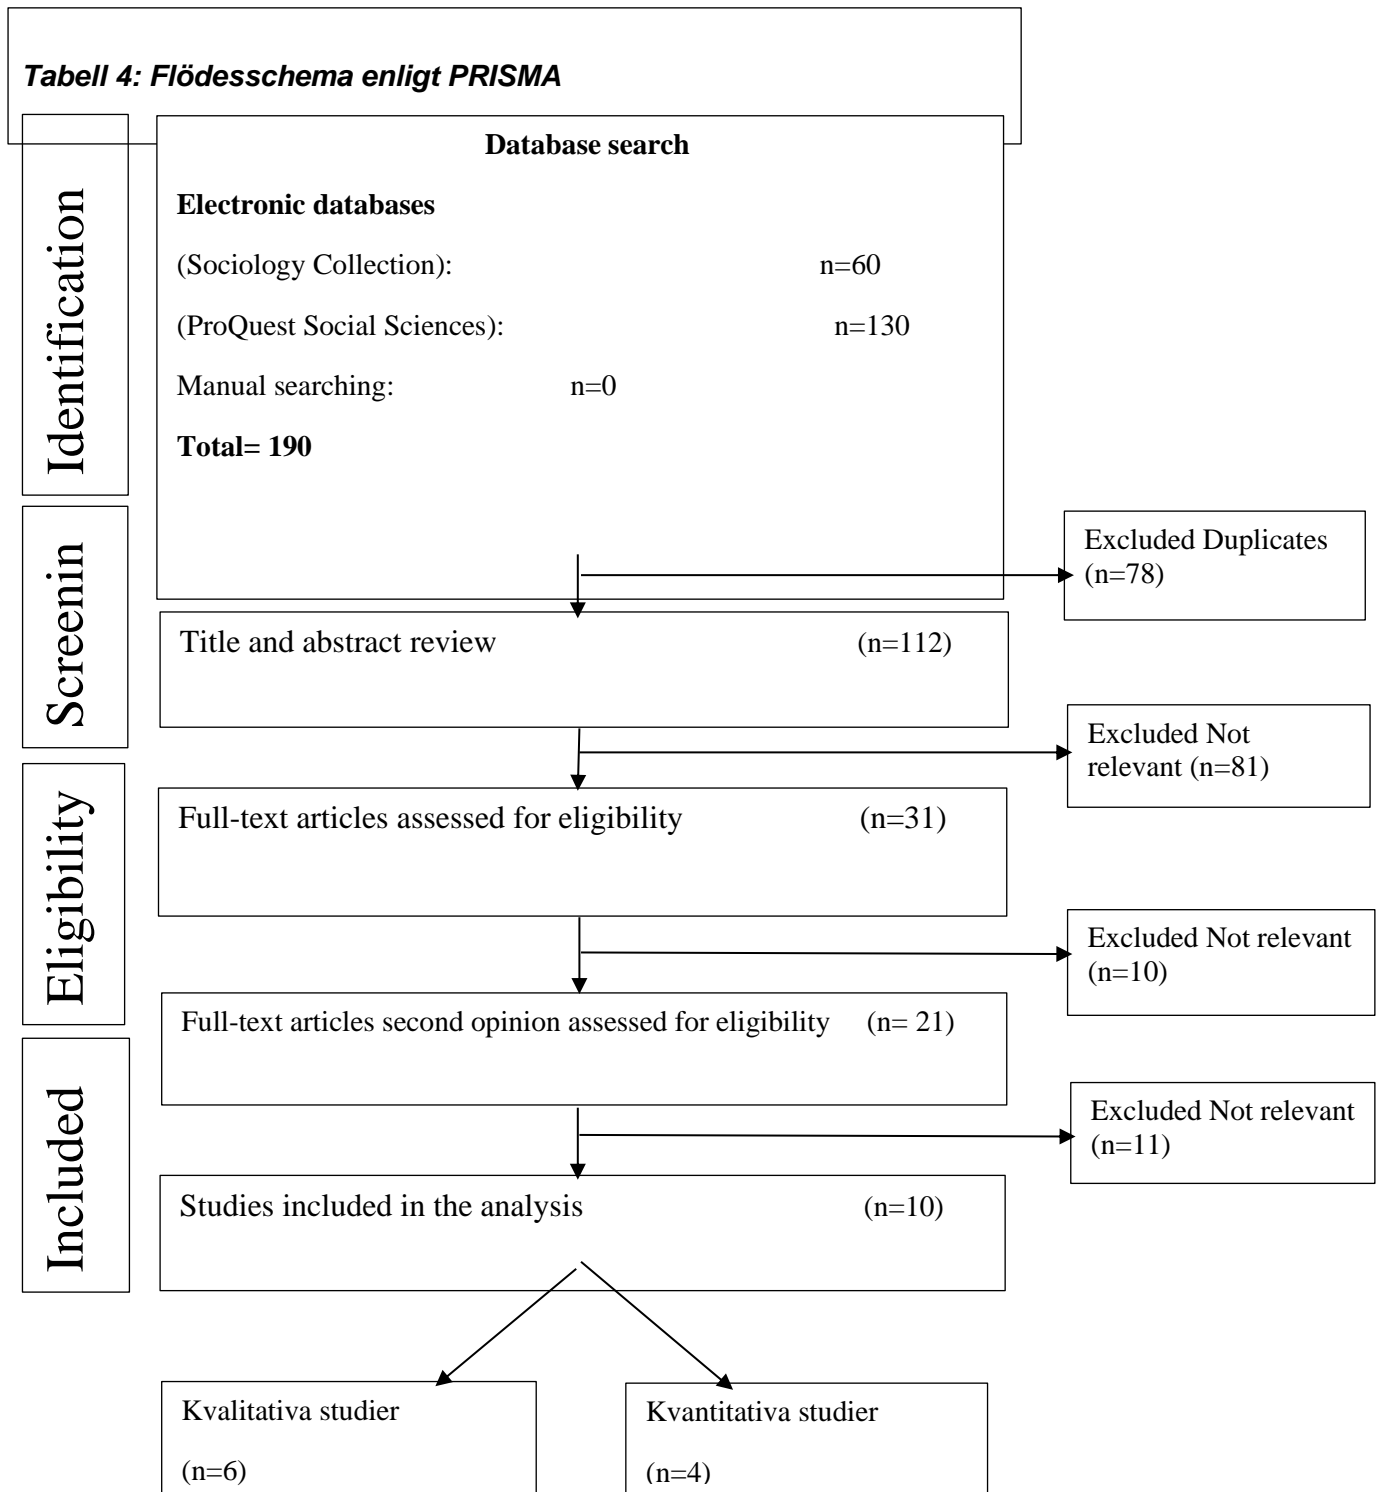 Tabell 4: Flödesschema enligt PRISMA
Identification
Database search
Electronic databases
(Sociology Collection): n=60
(ProQuest Social Sciences): n=130
Manual searching: n=0
Total= 190
Screenin
Excluded Duplicates
(n=78)
Title and abstract review (n=112)
Excluded Not
relevant (n=81)
Eligibility
Full-text articles assessed for eligibility (n=31)
Excluded Not relevant
(n=10)
Full-text articles second opinion assessed for eligibility (n= 21)
Included
Excluded Not relevant
(n=11)
Studies included in the analysis (n=10)
Kvalitativa studier
(n=6)
Kvantitativa studier
(n=4)